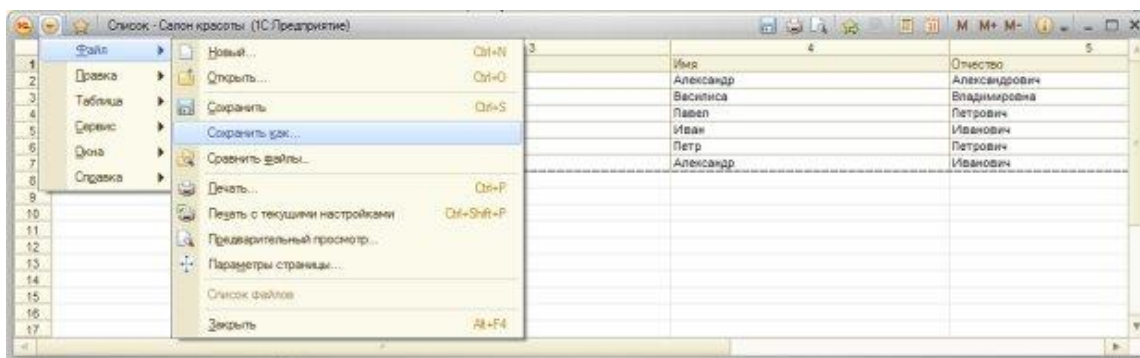 Список - Салон красоты (1С:Предприятие) M M+ M-
Файл
Правка
Таблица
Сервис
Окна
Справка
Новый... Ctrl+N
Открыть... Ctrl+O
Сохранить Ctrl+S
Сохранить как...
Сравнить файлы...
Печать... Ctrl+P
Печать с текущими настройками Ctrl+Shift+P
Предварительный просмотр...
Параметры страницы...
Список файлов
Закрыть Alt+F4
3 4 5
1 Имя Отчество
2 Александр Александрович
3 Василиса Владимировна
4 Павел Петрович
5 Иван Иванович
6 Петр Петрович
7 Александр Иванович
8
9
10
11
12
13
14
15
16
17